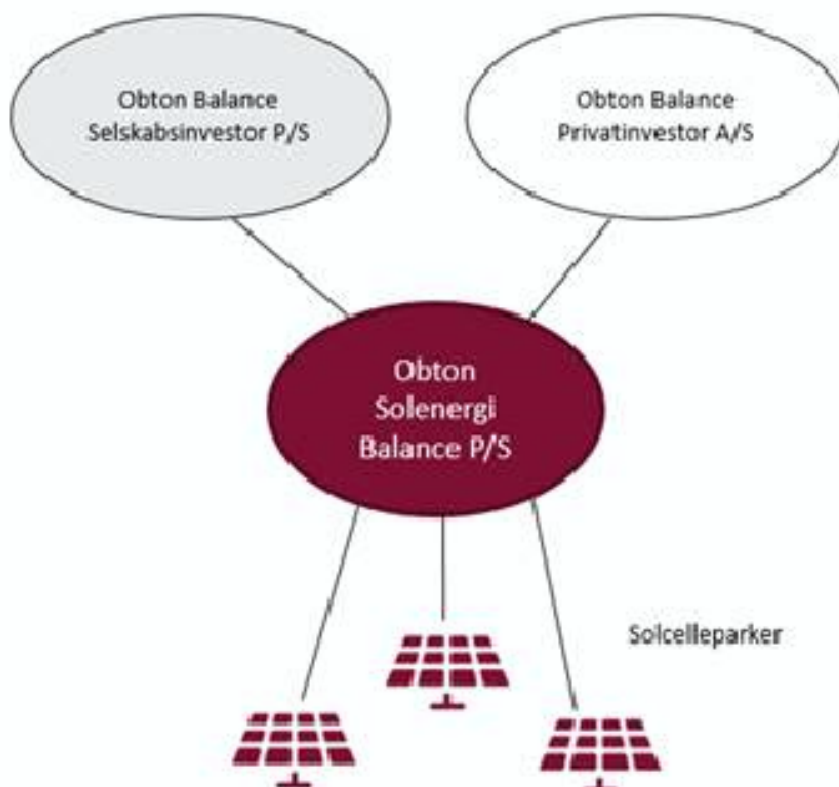 Obton Balance
Selskabsinvestor P/S
Obton Balance
Privatinvestor A/S
Obton
Solenergi
Balance P/S
Solcelleparker